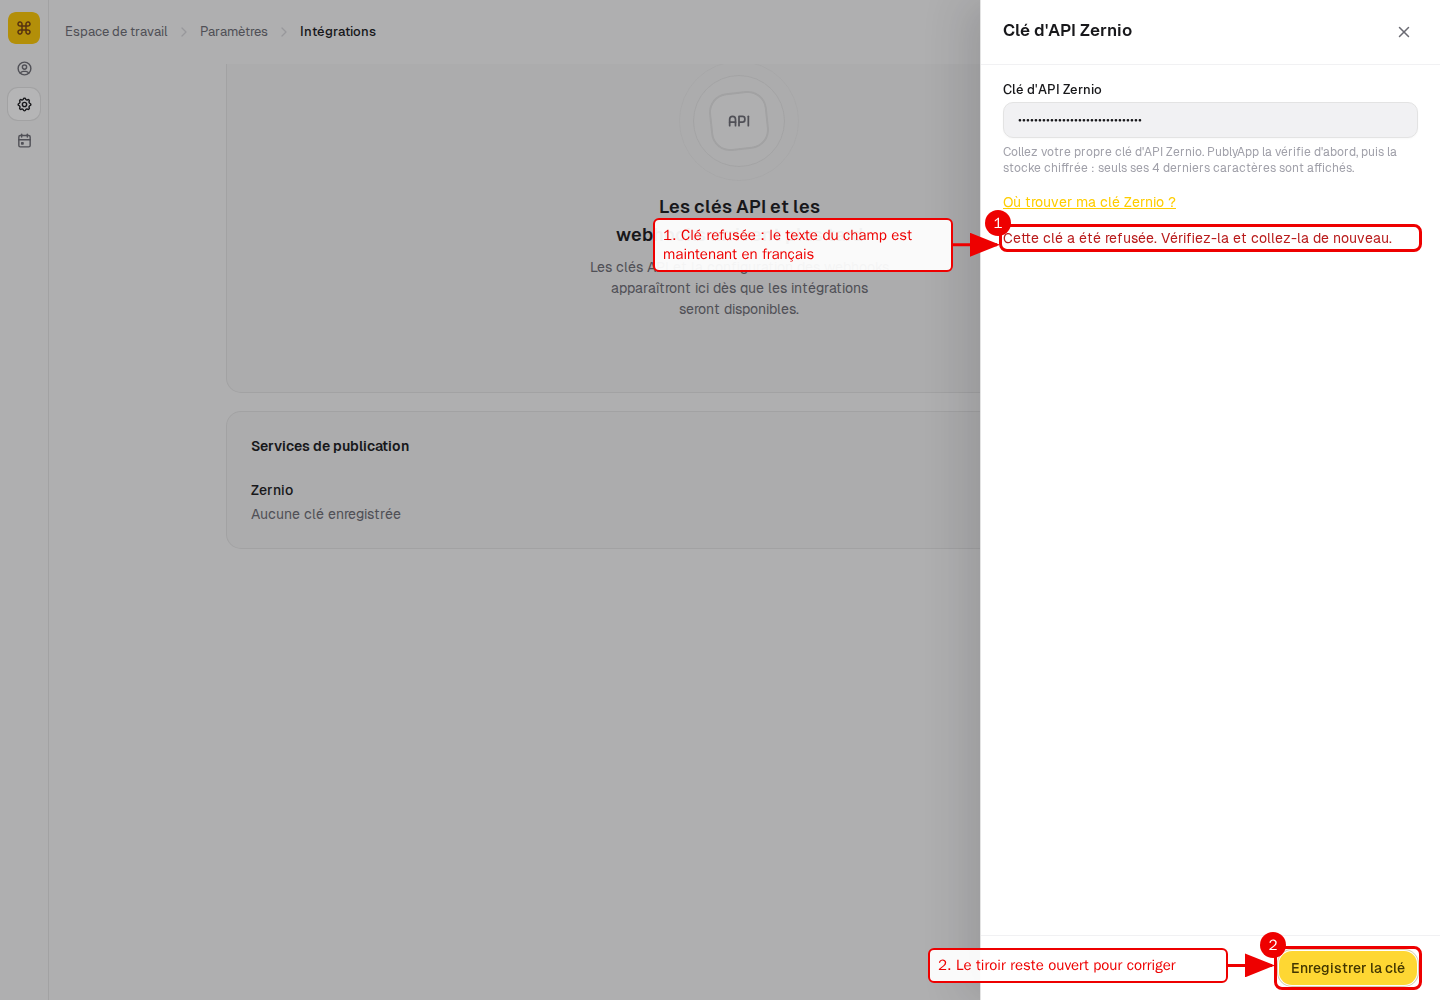 Espace de travail
Paramètres
Intégrations
API
Les clés API et les
web
Les clés A
apparaîtront ici dès que les intégrations
seront disponibles.
Services de publication
Zernio
Aucune clé enregistrée
Clé d'API Zernio
Clé d'API Zernio
Collez votre propre clé d'API Zernio. PublyApp la vérifie d'abord, puis la
stocke chiffrée : seuls ses 4 derniers caractères sont affichés.
Où trouver ma clé Zernio ?
1
Cette clé a été refusée. Vérifiez-la et collez-la de nouveau.
1. Clé refusée : le texte du champ est
maintenant en français
2
2. Le tiroir reste ouvert pour corriger
Enregistrer la clé